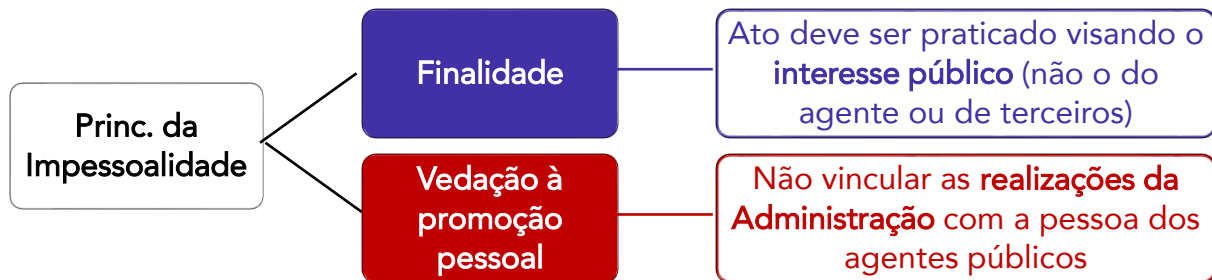 Princ. da
Impessoalidade
Finalidade
Ato deve ser praticado visando o
interesse público (não o do
agente ou de terceiros)
Vedação à
promoção
pessoal
Não vincular as realizações da
Administração com a pessoa dos
agentes públicos